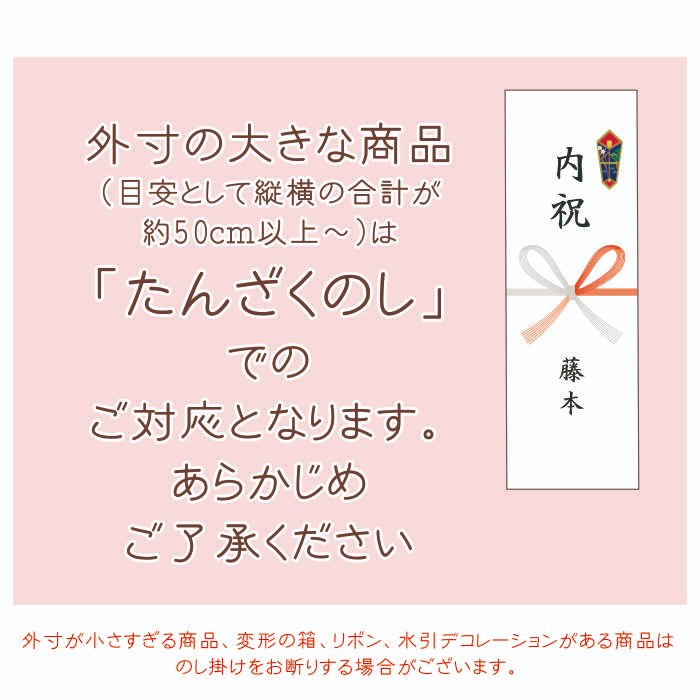 外寸の大きな商品
（目安として縦横の合計が
約50cm以上～）は
「たんざくのし」
での
ご対応となります。
あらかじめ
ご了承ください
内祝
藤本
外寸が小さすぎる商品、変形の箱、リボン、水引デコレーションがある商品は
のし掛けをお断りする場合がございます。